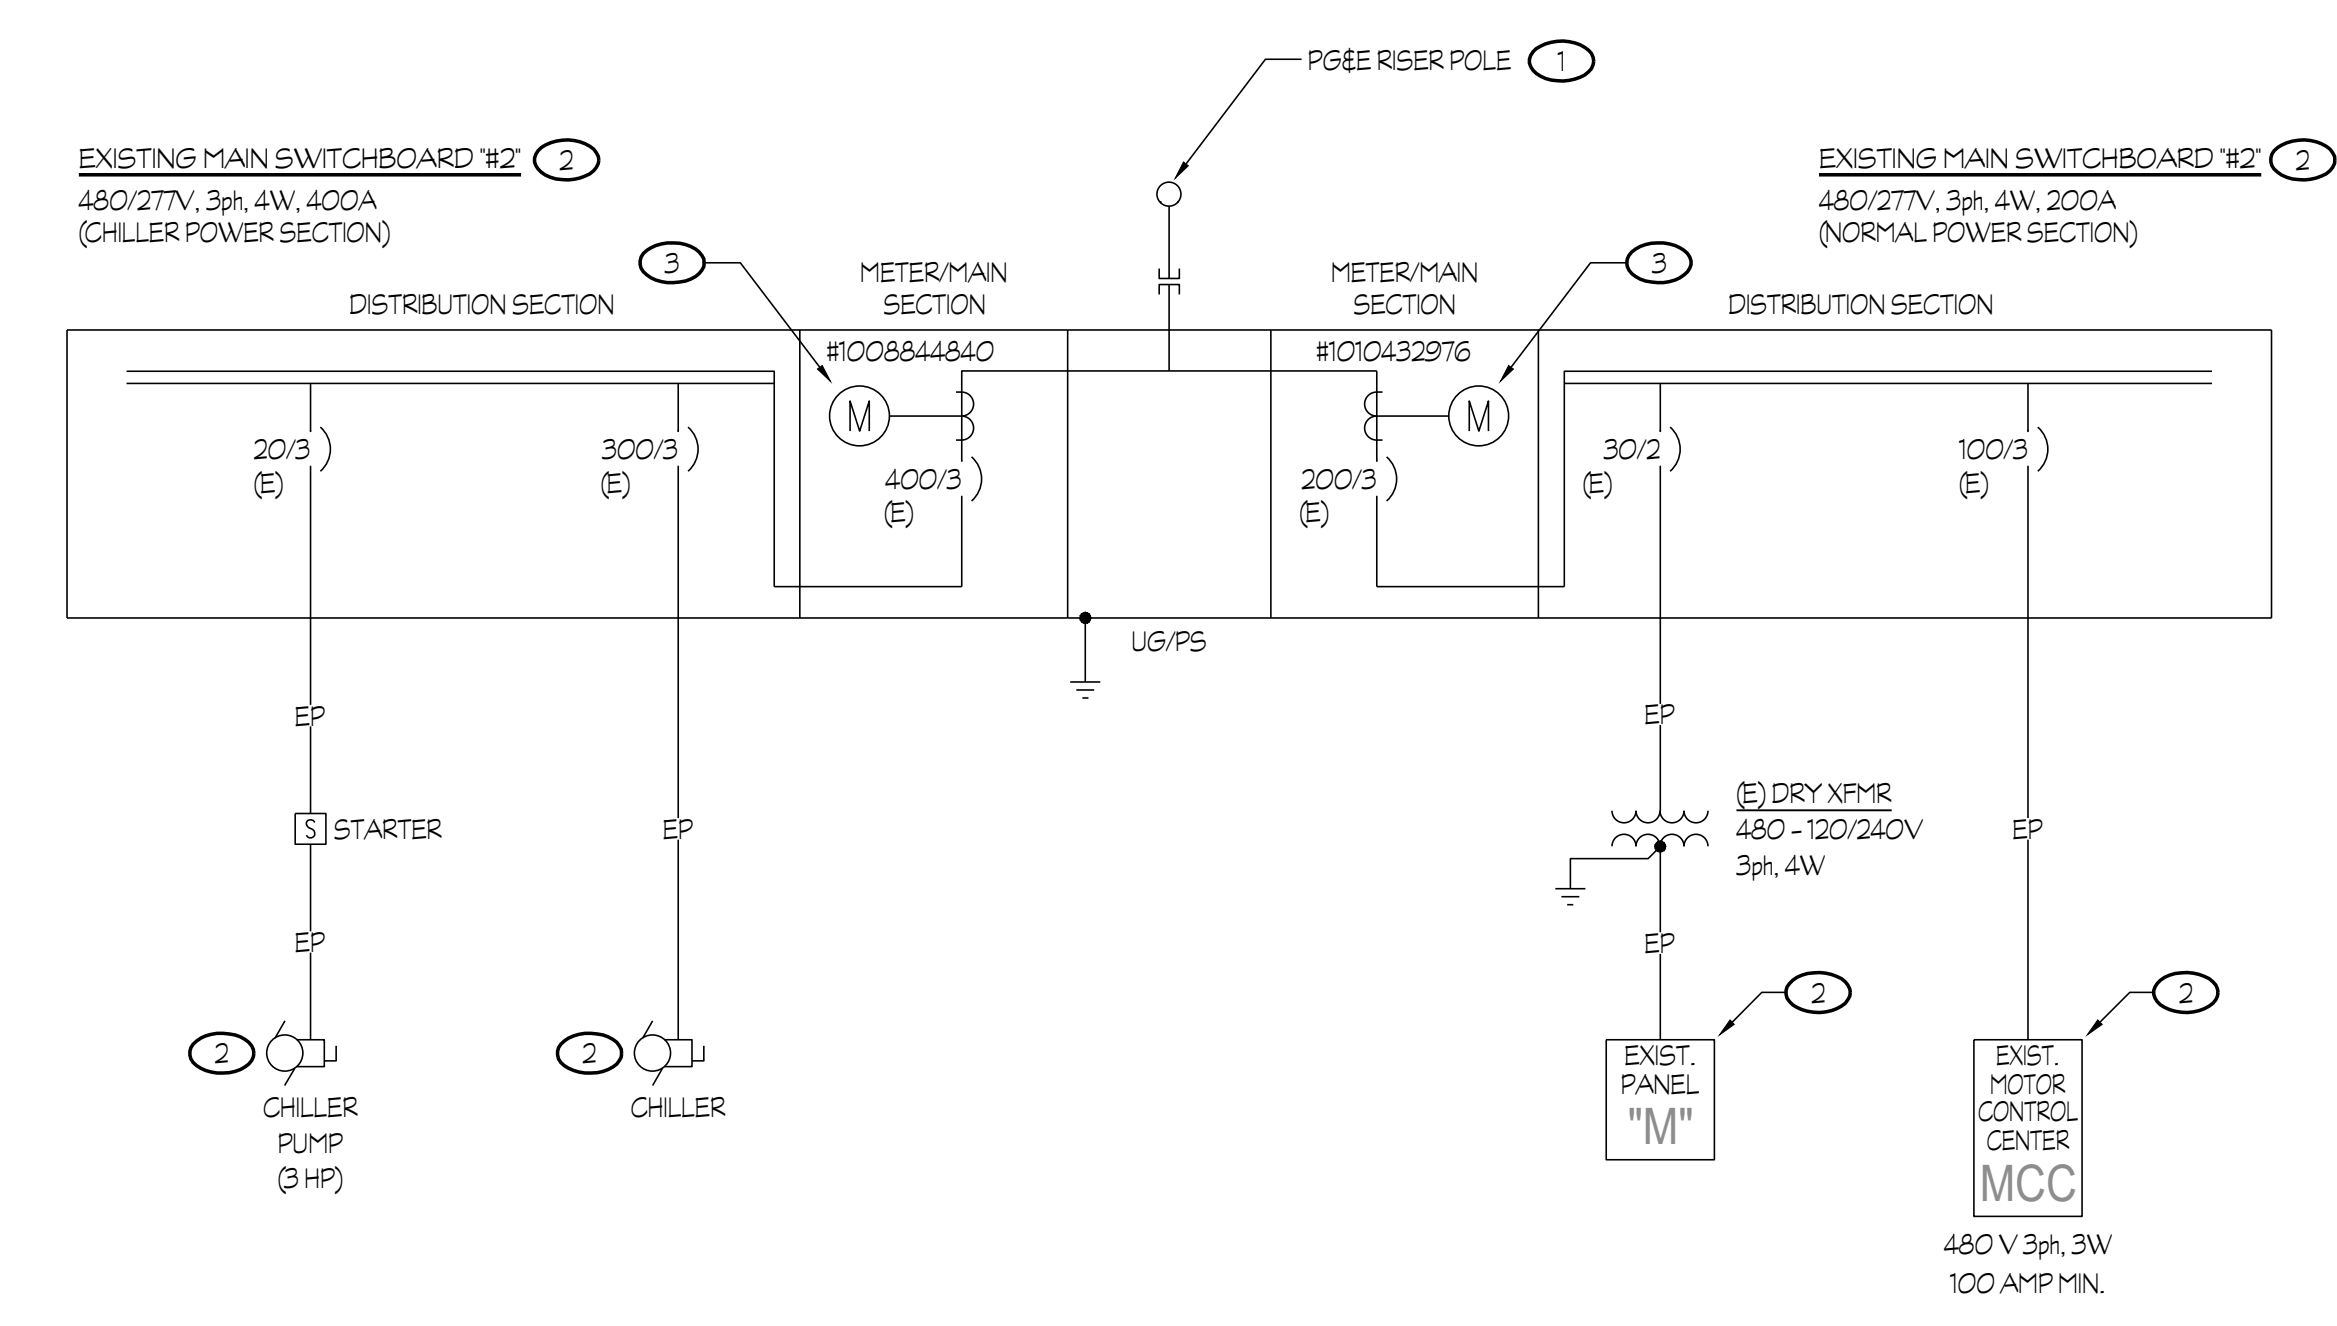 PG&E RISER POLE 1
EXISTING MAIN SWITCHBOARD "#2" 2
480/277V, 3ph, 4W, 400A
(CHILLER POWER SECTION)
EXISTING MAIN SWITCHBOARD "#2" 2
480/277V, 3ph, 4W, 200A
(NORMAL POWER SECTION)
3
3
DISTRIBUTION SECTION
METER/MAIN
SECTION
METER/MAIN
SECTION
DISTRIBUTION SECTION
#1008844840
#1010432976
M
M
20/3
(E)
300/3
(E)
400/3
(E)
200/3
(E)
30/2
(E)
100/3
(E)
UG/PS
EP
S STARTER
EP
EP
EP
(E) DRY XFMR
480 - 120/240V
3ph, 4W
EP
EP
2
CHILLER
PUMP
(3 HP)
2
CHILLER
2
EXIST.
PANEL
"M"
2
EXIST.
MOTOR
CONTROL
CENTER
MCC
480 V 3ph, 3W
100 AMP MIN.